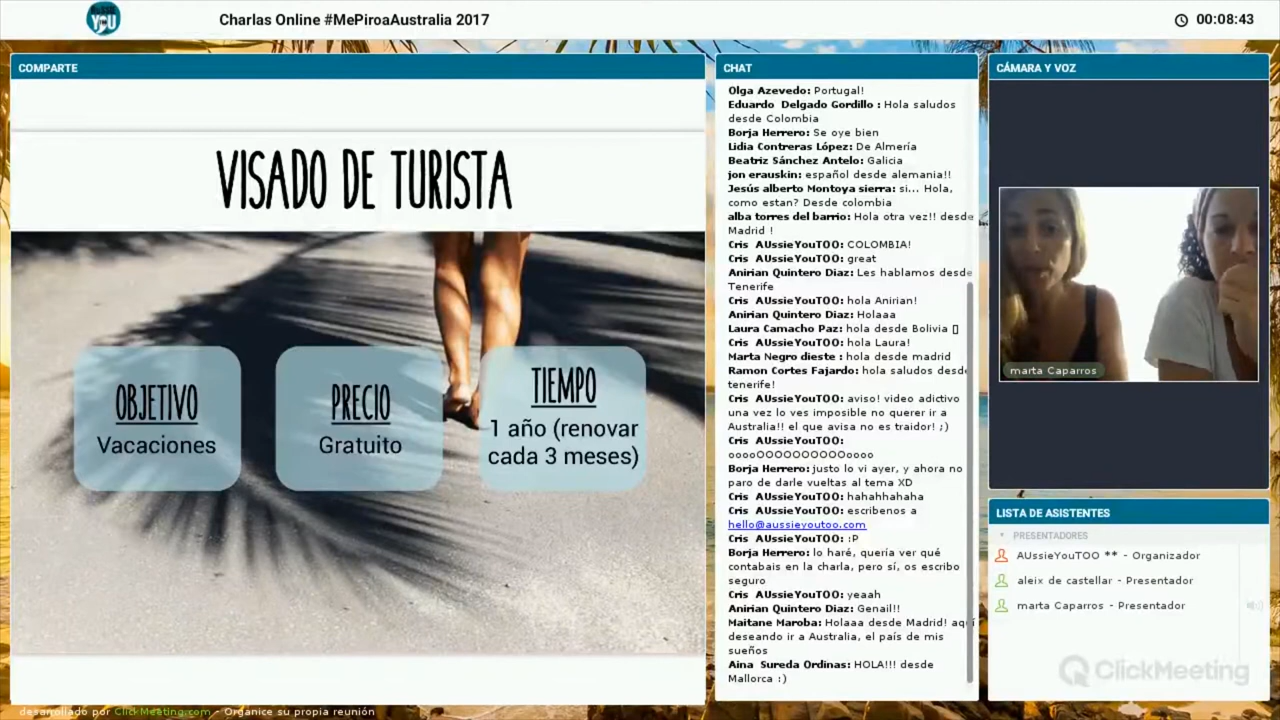 AUSSIE
YOU
TOO
Charlas Online #MePiroaAustralia 2017
00:08:43
COMPARTE
VISADO DE TURISTA
OBJETIVO
Vacaciones
PRECIO
Gratuito
TIEMPO
1 año (renovar
cada 3 meses)
CHAT
Olga Azevedo: Portugal!
Eduardo Delgado Gordillo : Hola saludos
desde Colombia
Borja Herrero: Se oye bien
Lidia Contreras López: De Almería
Beatriz Sánchez Antelo: Galicia
jon erauskin: español desde alemania!!
Jesús alberto Montoya sierra: si... Hola,
como estan? Desde colombia
alba torres del barrio: Hola otra vez!! desde
Madrid !
Cris AUssieYouTOO: COLOMBIA!
Cris AUssieYouTOO: great
Anirian Quintero Diaz: Les hablamos desde
Tenerife
Cris AUssieYouTOO: hola Anirian!
Anirian Quintero Diaz: Holaaa
Laura Camacho Paz: hola desde Bolivia
Cris AUssieYouTOO: hola Laura!
Marta Negro dieste : hola desde madrid
Ramon Cortes Fajardo: hola saludos desde
tenerife!
Cris AUssieYouTOO: aviso! video adictivo
una vez lo ves imposible no querer ir a
Australia!! el que avisa no es traidor! ;)
Cris AUssieYouTOO:
ooooOOOOOOOOOOoooo
Borja Herrero: justo lo vi ayer, y ahora no
paro de darle vueltas al tema XD
Cris AUssieYouTOO: hahahhahaha
Cris AUssieYouTOO: escribenos a
hello@aussieyoutoo.com
Cris AUssieYouTOO: :P
Borja Herrero: lo haré, quería ver qué
contabais en la charla, pero sí, os escribo
seguro
Cris AUssieYouTOO: yeaah
Anirian Quintero Diaz: Genail!!
Maitane Maroba: Holaaa desde Madrid! aquí
deseando ir a Australia, el país de mis
sueños
Aina Sureda Ordinas: HOLA!!! desde
Mallorca :)
CÁMARA Y VOZ
marta Caparros
LISTA DE ASISTENTES
PRESENTADORES
AUssieYouTOO ** - Organizador
aleix de castellar - Presentador
marta Caparros - Presentador
ClickMeeting
desarrollado por ClickMeeting.com - Organice su propia reunión